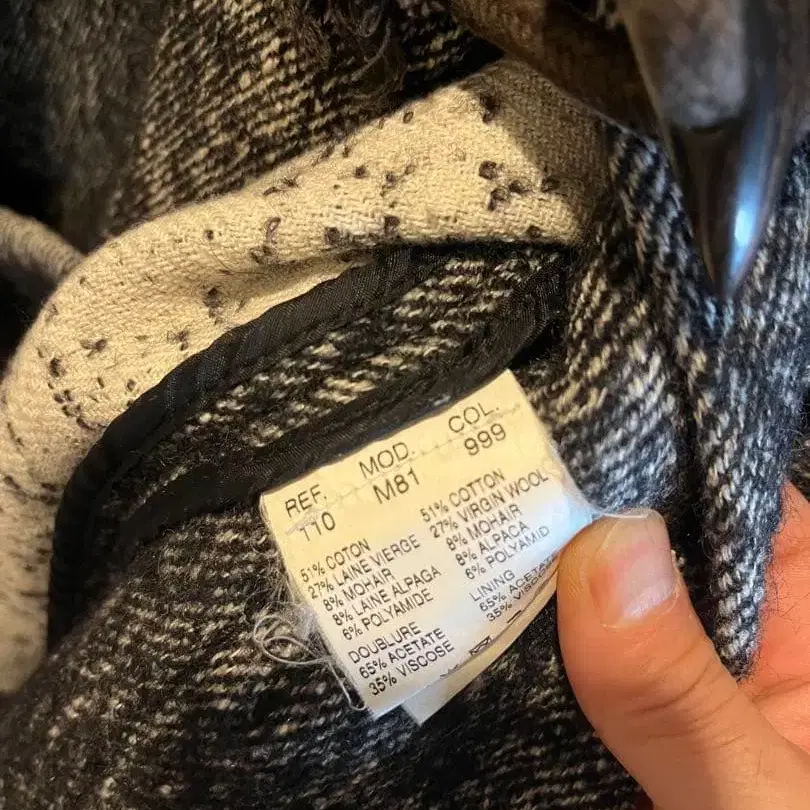 REF. MOD. COL.
110 M81 999
51% COTON
27% LAINE VIERGE
8% MOHAIR
8% LAINE ALPAGA
6% POLYAMIDE
DOUBLURE
65% ACETATE
35% VISCOSE
51% COTTON
27% VIRGIN WOOL
8% MOHAIR
8% ALPACA
6% POLYAMID
LINING
65% ACETATE
35% VISCOSE